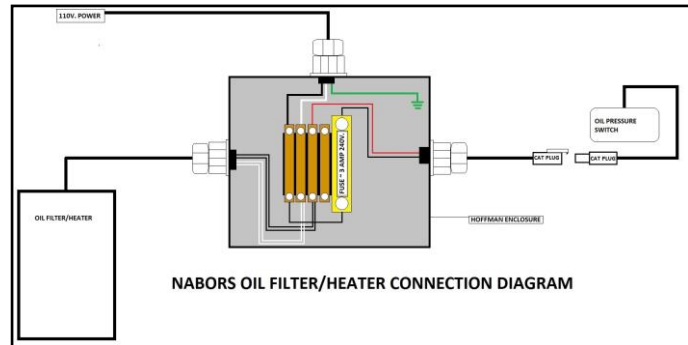 110V. POWER
OIL PRESSURE
SWITCH
FUSE " 3 AMP 240V.
CAT PLUG
CAT PLUG
OIL FILTER/HEATER
HOFFMAN ENCLOSURE
NABORS OIL FILTER/HEATER CONNECTION DIAGRAM